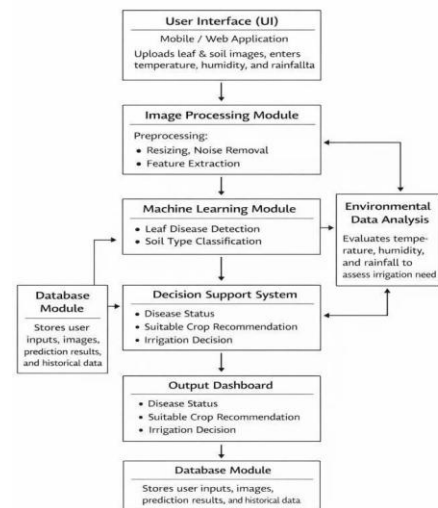 User Interface (UI)
Mobile / Web Application
Uploads leaf & soil images, enters
temperature, humidity, and rainfallta
Image Processing Module
Preprocessing:
• Resizing, Noise Removal
• Feature Extraction
Machine Learning Module
• Leaf Disease Detection
• Soil Type Classification
Environmental
Data Analysis
Evaluates tempe-
rature, humidity,
and rainfall to
assess irrigation need
Database
Module
Stores user
inputs, images,
prediction results,
and historical data
Decision Support System
• Disease Status
• Suitable Crop Recommendation
• Irrigation Decision
Output Dashboard
• Disease Status
• Suitable Crop Recommendation
• Irrigation Decision
Database Module
Stores user inputs, images,
prediction results, and historical data